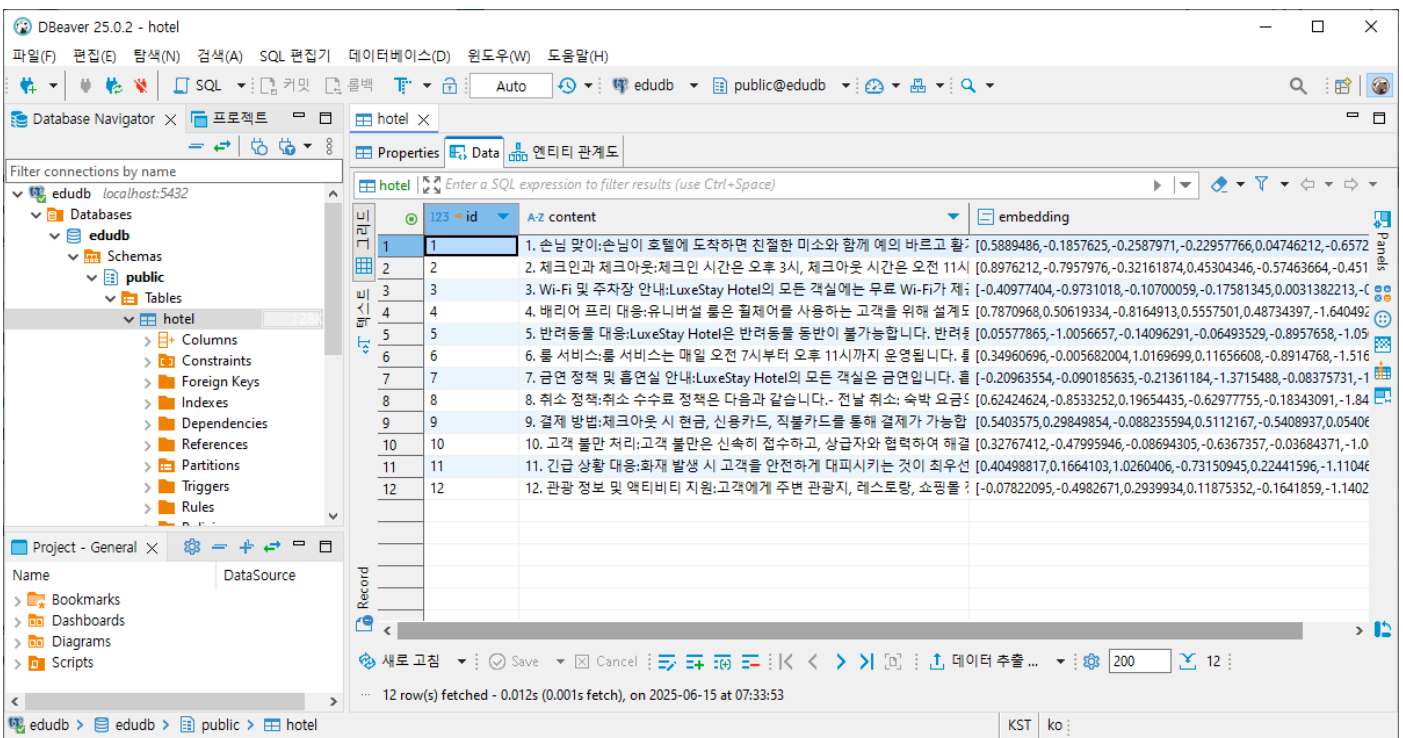 DBeaver 25.0.2 - hotel
파일(F) 편집(E) 탐색(N) 검색(A) SQL 편집기 데이터베이스(D) 윈도우(W) 도움말(H)
SQL 커밋 롤백 Auto edudb public@edudb
Database Navigator 프로젝트
Filter connections by name
edudb localhost:5432
Databases
edudb
Schemas
public
Tables
hotel 128K
Columns
Constraints
Foreign Keys
Indexes
Dependencies
References
Partitions
Triggers
Rules
Project - General
Name DataSource
Bookmarks
Dashboards
Diagrams
Scripts
hotel
Properties Data 엔티티 관계도
hotel Enter a SQL expression to filter results (use Ctrl+Space)
그리드
텍스트
Record
123 id A-Z content embedding
1 1 1. 손님 맞이:손님이 호텔에 도착하면 친절한 미소와 함께 예의 바르고 [0.5889486,-0.1857625,-0.2587971,-0.22957766,0.04746212,-0.6572
2 2 2. 체크인과 체크아웃:체크인 시간은 오후 3시, 체크아웃 시간은 오전 11시 [0.8976212,-0.7957976,-0.32161874,0.45304346,-0.57463664,-0.451
3 3 3. Wi-Fi 및 주차장 안내:LuxeStay Hotel의 모든 객실에는 무료 Wi-Fi가 [-0.40977404,-0.9731018,-0.10700059,-0.17581345,0.0031382213,-0
4 4 4. 배리어 프리 대응:유니버설 룸은 휠체어를 사용하는 고객을 위해 설계되 [0.7870968,0.50619334,-0.8164913,0.5557501,0.48734397,-1.640492
5 5 5. 반려동물 대응:LuxeStay Hotel은 반려동물 동반이 불가능합니다. 반려동 [0.05577865,-1.0056657,-0.14096291,-0.06493529,-0.8957658,-1.05
6 6 6. 룸 서비스:룸 서비스는 매일 오전 7시부터 오후 11시까지 운영됩니다. [0.34960696,-0.005682004,1.0169699,0.11656608,-0.8914768,-1.516
7 7 7. 금연 정책 및 흡연실 안내:LuxeStay Hotel의 모든 객실은 금연입니다. [-0.20963554,-0.090185635,-0.21361184,-1.3715488,-0.08375731,-1
8 8 8. 취소 정책:취소 수수료 정책은 다음과 같습니다.- 전날 취소: 숙박 요금의 [0.62424624,-0.8533252,0.19654435,-0.62977755,-0.18343091,-1.84
9 9 9. 결제 방법:체크아웃 시 현금, 신용카드, 직불카드를 통해 결제가 가능합 [0.5403575,0.29849854,-0.088235594,0.5112167,-0.5408937,0.05406
10 10 10. 고객 불만 처리:고객 불만은 신속히 접수하고, 상급자와 협력하여 해결 [0.32767412,-0.47995946,-0.08694305,-0.6367357,-0.03684371,-1.0
11 11 11. 긴급 상황 대응:화재 발생 시 고객을 안전하게 대피시키는 것이 최우선 [0.40498817,0.1664103,1.0260406,-0.73150945,0.22441596,-1.11046
12 12 12. 관광 정보 및 액티비티 지원:고객에게 주변 관광지, 레스토랑, 쇼핑몰 [-0.07822095,-0.4982671,0.2939934,0.11875352,-0.1641859,-1.1402
Panels
새로 고침 Save Cancel 데이터 추출 ... 200 12
12 row(s) fetched - 0.012s (0.001s fetch), on 2025-06-15 at 07:33:53
edudb edudb public hotel KST ko